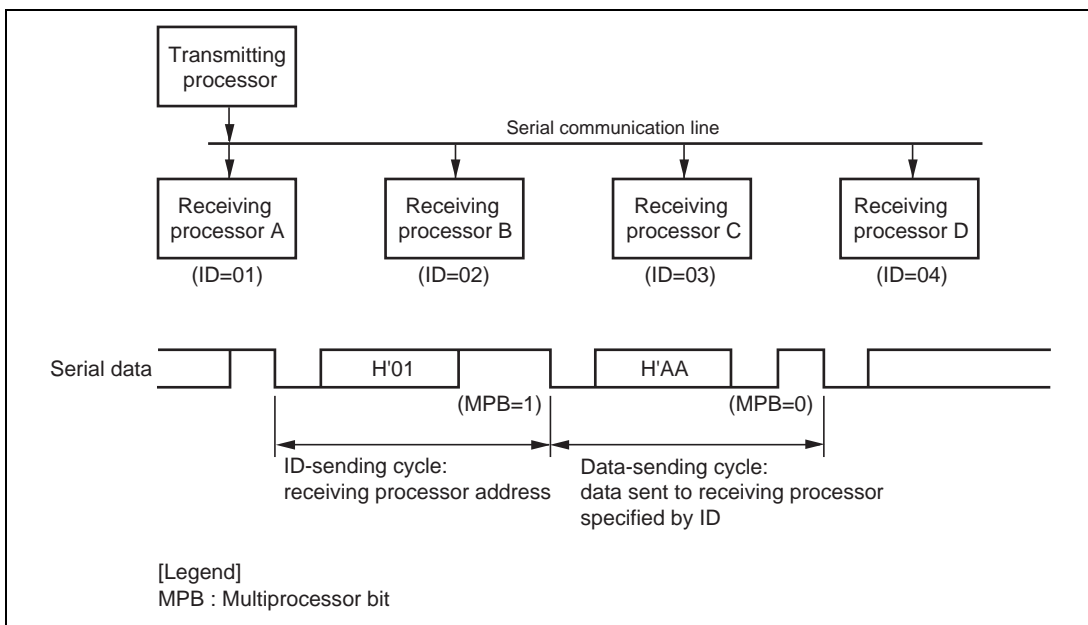 Transmitting
processor
Serial communication line
Receiving
processor A
Receiving
processor B
Receiving
processor C
Receiving
processor D
(ID=01)
(ID=02)
(ID=03)
(ID=04)
Serial data
H'01
H'AA
(MPB=1)
(MPB=0)
ID-sending cycle:
receiving processor address
Data-sending cycle:
data sent to receiving processor
specified by ID
[Legend]
MPB : Multiprocessor bit